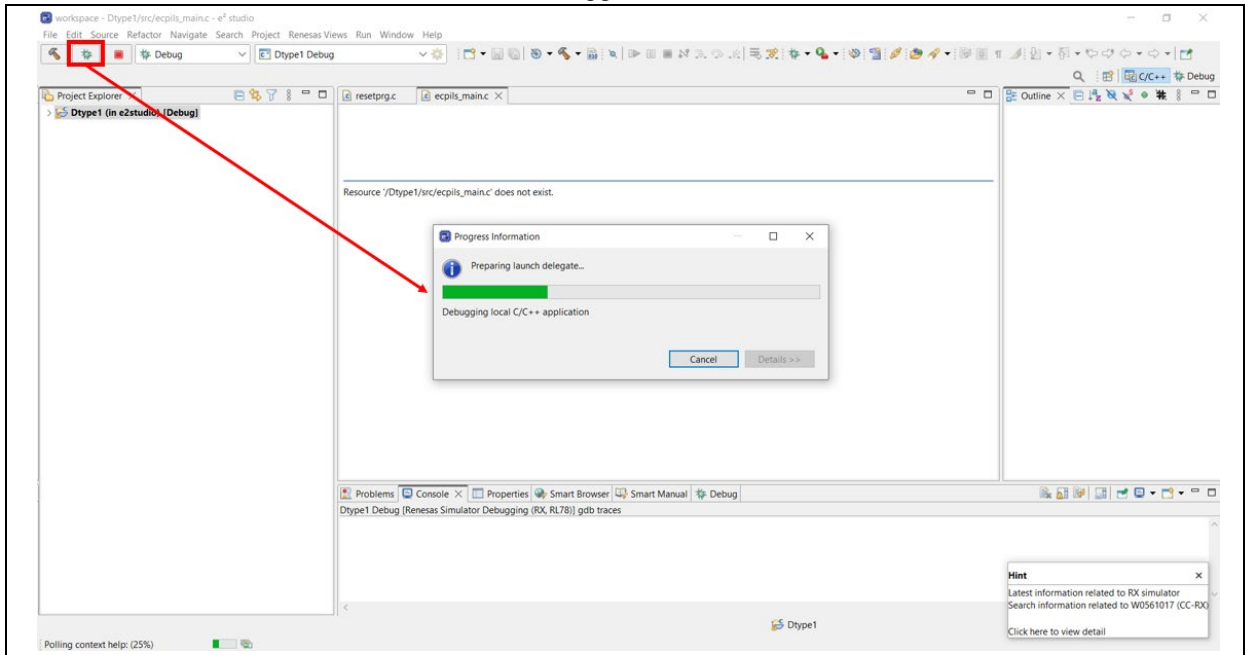 workspace - Dtype1/src/ecpils_main.c - e² studio
File Edit Source Refactor Navigate Search Project Renesas Views Run Window Help
Debug Dtype1 Debug
C/C++ Debug
Project Explorer resetprg.c ecpils_main.c Outline
Dtype1 (in e2studio) [Debug]
Resource '/Dtype1/src/ecpils_main.c' does not exist.
Progress Information
Preparing launch delegate...
Debugging local C/C++ application
Cancel Details >>
Problems Console Properties Smart Browser Smart Manual Debug
Dtype1 Debug [Renesas Simulator Debugging (RX, RL78)] gdb traces
Hint
Latest information related to RX simulator
Search information related to W0561017 (CC-RX)
Dtype1
Click here to view detail
Polling context help: (25%)